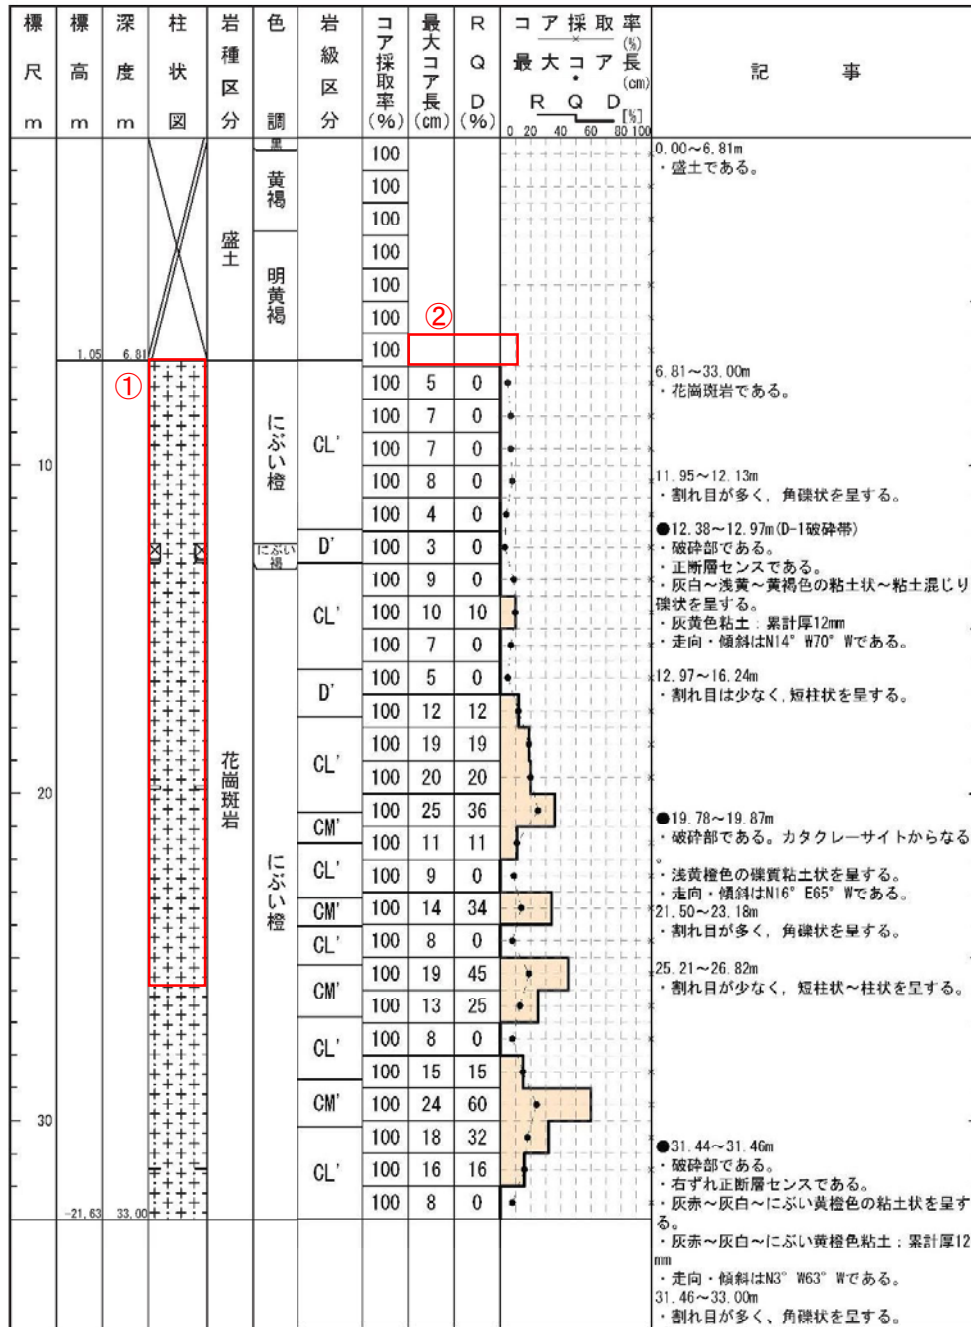 標尺m
標高m
深度m
柱状図
岩種区分
色調
岩級区分
コア採取率(%)
最大コア長(cm)
RQD(%)
コア採取率(%)
最大コア長(cm)
RQD[%]
0 20 40 60 80 100
記事
黒
黄褐
明黄褐
盛土
1.05 6.81
①
②
100
100
100
100
100
100
100
100 5 0
100 7 0
100 7 0
100 8 0
100 4 0
100 3 0
100 9 0
100 10 10
100 7 0
100 5 0
100 12 12
100 19 19
100 20 20
100 25 36
100 11 11
100 9 0
100 14 34
100 8 0
100 19 45
100 13 25
100 8 0
100 15 15
100 24 60
100 18 32
100 16 16
100 8 0
10
20
30
にぶい橙
にぶい褐
にぶい橙
花崗斑岩
CL'
D'
CL'
D'
CL'
CM'
CL'
CM'
CL'
CM'
CL'
CM'
CL'
-21.63 33.00
0.00～6.81m
・盛土である。
6.81～33.00m
・花崗斑岩である。
11.95～12.13m
・割れ目が多く、角礫状を呈する。
●12.38～12.97m(D-1破砕帯)
・破砕部である。
・正断層センスである。
・灰白～浅黄～黄褐色の粘土状～粘土混じり
礫状を呈する。
・灰黄色粘土：累計厚12mm
・走向・傾斜はN14°W70°Wである。
12.97～16.24m
・割れ目は少なく,短柱状を呈する。
●19.78～19.87m
・破砕部である。カタクレーサイトからなる
。
・浅黄橙色の礫質粘土状を呈する。
・走向・傾斜はN16°E65°Wである。
21.50～23.18m
・割れ目が多く、角礫状を呈する。
25.21～26.82m
・割れ目が少なく、短柱状～柱状を呈する。
●31.44～31.46m
・破砕部である。
・右ずれ正断層センスである。
・灰赤～灰白～にぶい黄橙色の粘土状を呈す
る。
・灰赤～灰白～にぶい黄橙色粘土：累計厚12
mm
・走向・傾斜はN3°W63°Wである。
31.46～33.00m
・割れ目が多く、角礫状を呈する。